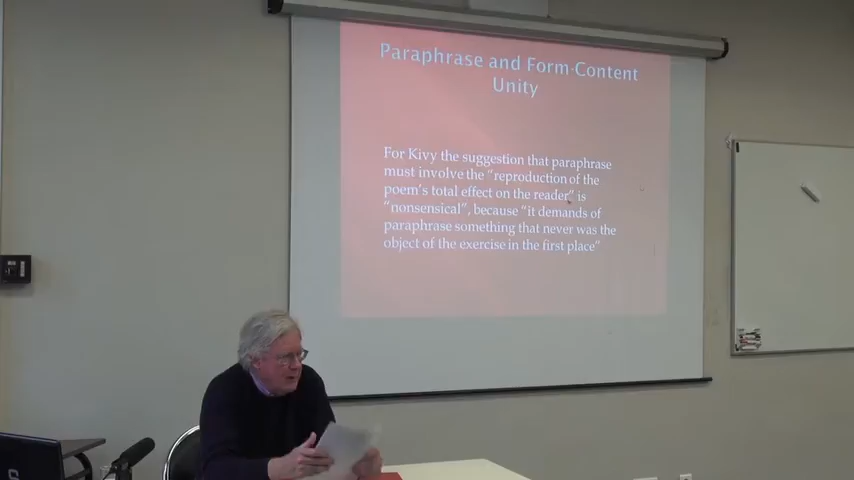 Paraphrase and Form-Content
Unity
For Kivy the suggestion that paraphrase
must involve the "reproduction of the
poem's total effect on the reader" is
"nonsensical", because "it demands of
paraphrase something that never was the
object of the exercise in the first place"